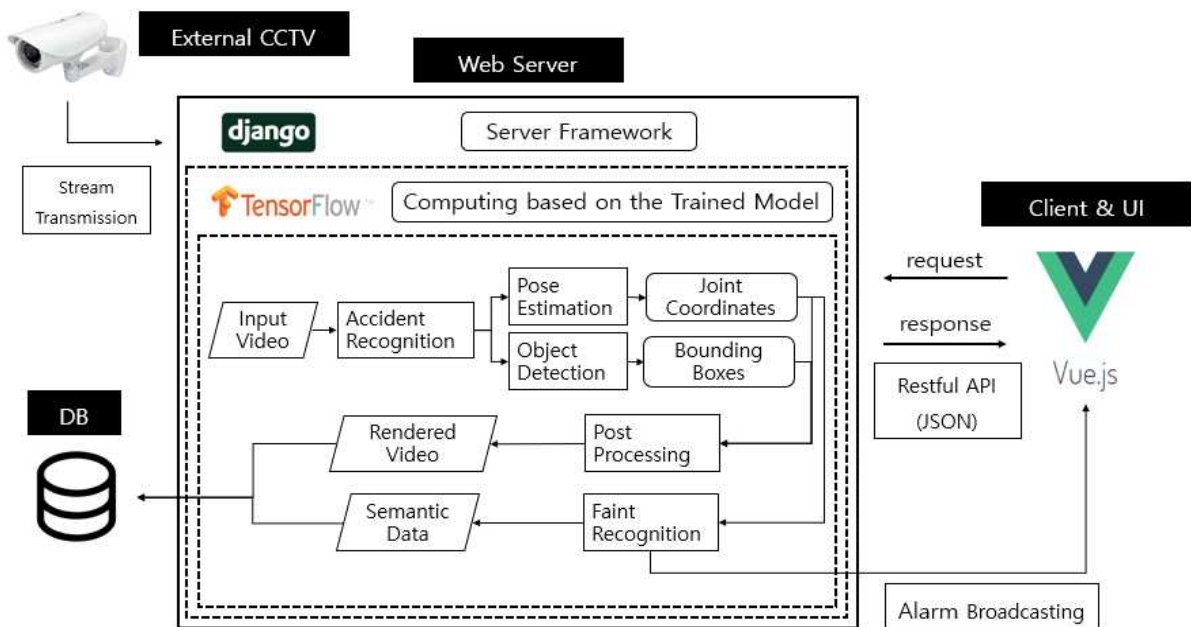 External CCTV
Web Server
django
Server Framework
Stream
Transmission
TensorFlow™
Computing based on the Trained Model
Client & UI
request
response
Vue.js
Restful API
(JSON)
Input
Video
Accident
Recognition
Pose
Estimation
Joint
Coordinates
Object
Detection
Bounding
Boxes
DB
Rendered
Video
Post
Processing
Semantic
Data
Faint
Recognition
Alarm Broadcasting